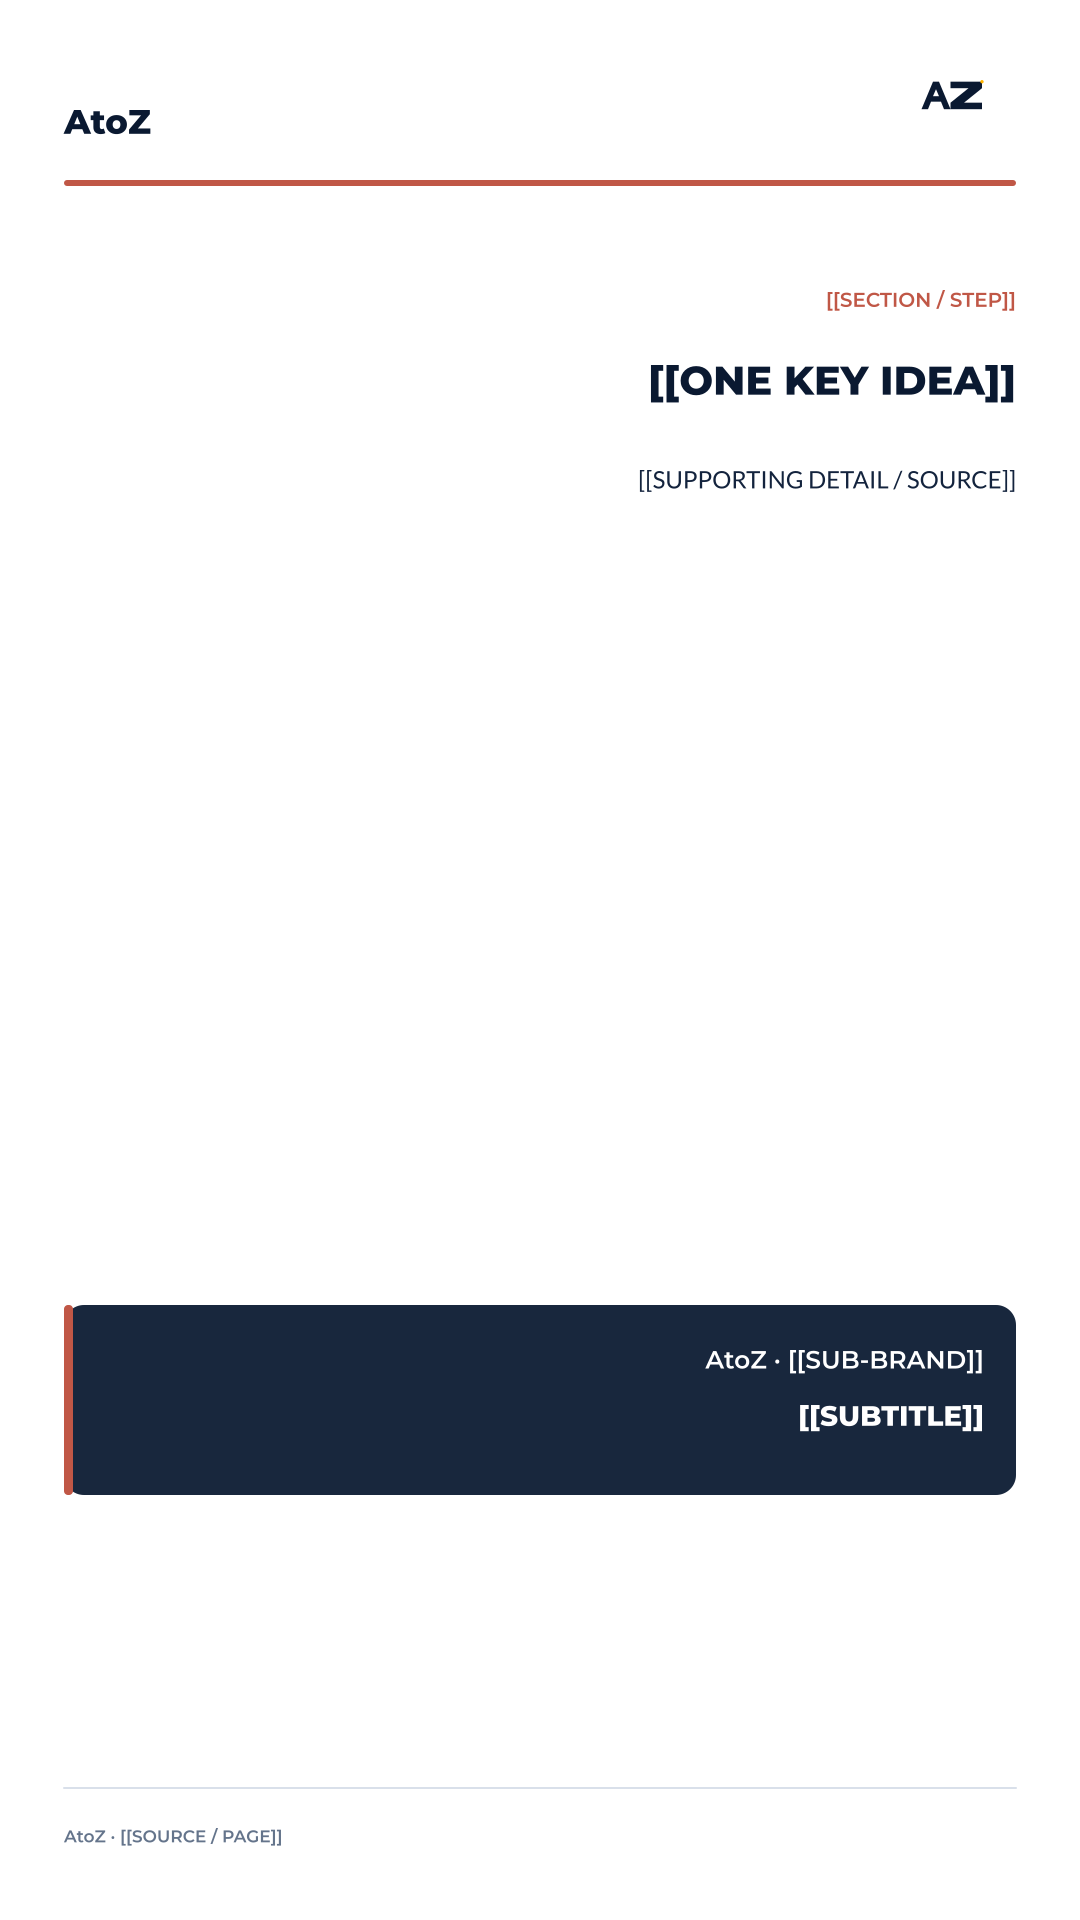 AZ
AtoZ
[[SECTION / STEP]]
[[ONE KEY IDEA]]
[[SUPPORTING DETAIL / SOURCE]]
AtoZ · [[SUB-BRAND]]
[[SUBTITLE]]
AtoZ · [[SOURCE / PAGE]]